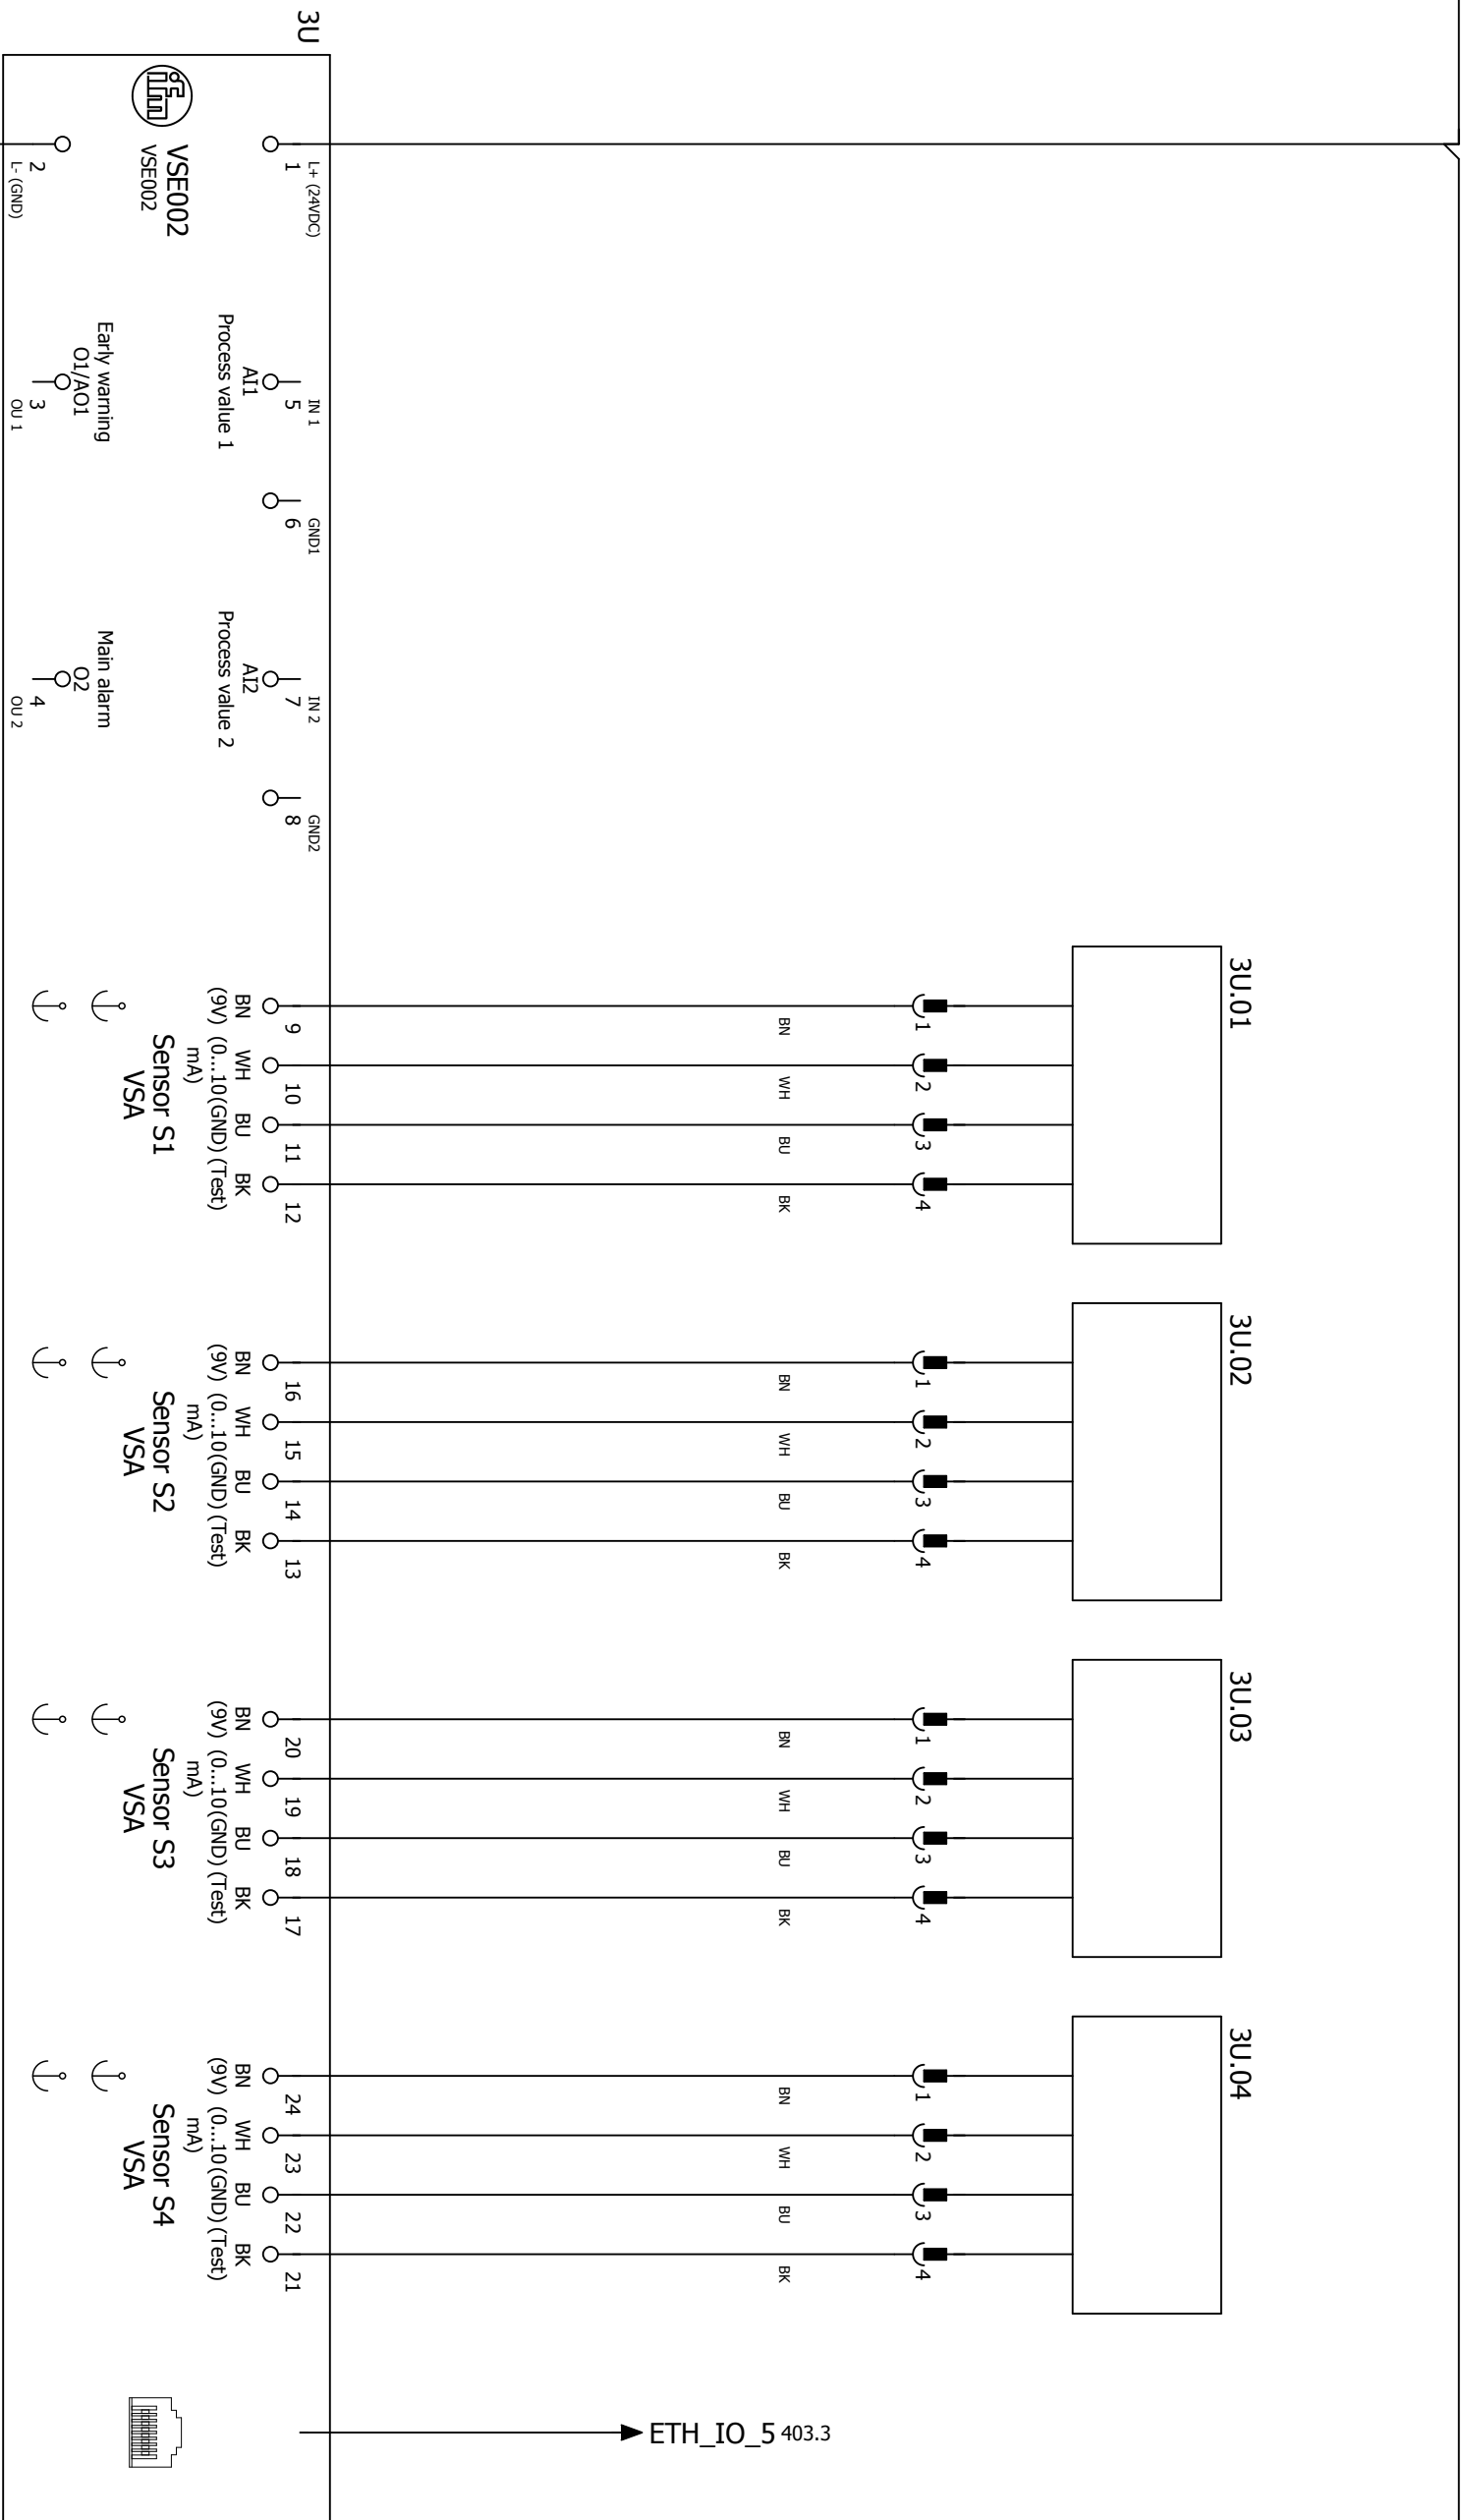 3U.01
3U.02
3U.03
3U.04
1
2
3
4
1
2
3
4
1
2
3
4
1
2
3
4
BN
WH
BU
BK
BN
WH
BU
BK
BN
WH
BU
BK
BN
WH
BU
BK
ETH_IO_5 403.3
3U
L+ (24VDC)
1
IN 1
5
GND1
6
IN 2
7
GND2
8
9
10
11
12
16
15
14
13
20
19
18
17
24
23
22
21
AI1
Process value 1
AI2
Process value 2
BN
(9V)
WH
(0...10
mA)
BU
(GND)
BK
(Test)
Sensor S1
VSA
BN
(9V)
WH
(0...10
mA)
BU
(GND)
BK
(Test)
Sensor S2
VSA
BN
(9V)
WH
(0...10
mA)
BU
(GND)
BK
(Test)
Sensor S3
VSA
BN
(9V)
WH
(0...10
mA)
BU
(GND)
BK
(Test)
Sensor S4
VSA
ifm
VSE002
VSE002
Early warning
O1/AO1
Main alarm
O2
2
L- (GND)
3
OU 1
4
OU 2